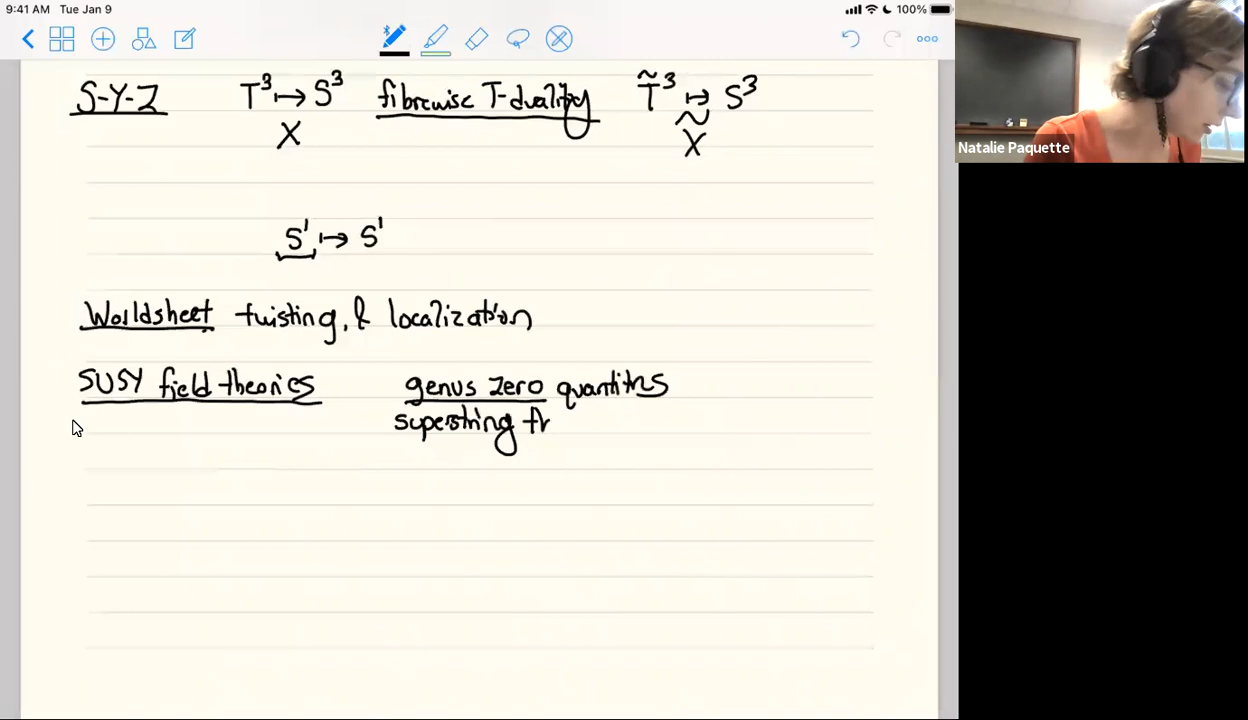 9:41 AM Tue Jan 9 100%
S-Y-Z T³ ↦ S³ fibrewise T-duality T̃³ ↦ S³
X X̃
S¹ ↦ S¹
Worldsheet twisting, & localization
SUSY field theories genus zero quantities
superstring th
Natalie Paquette